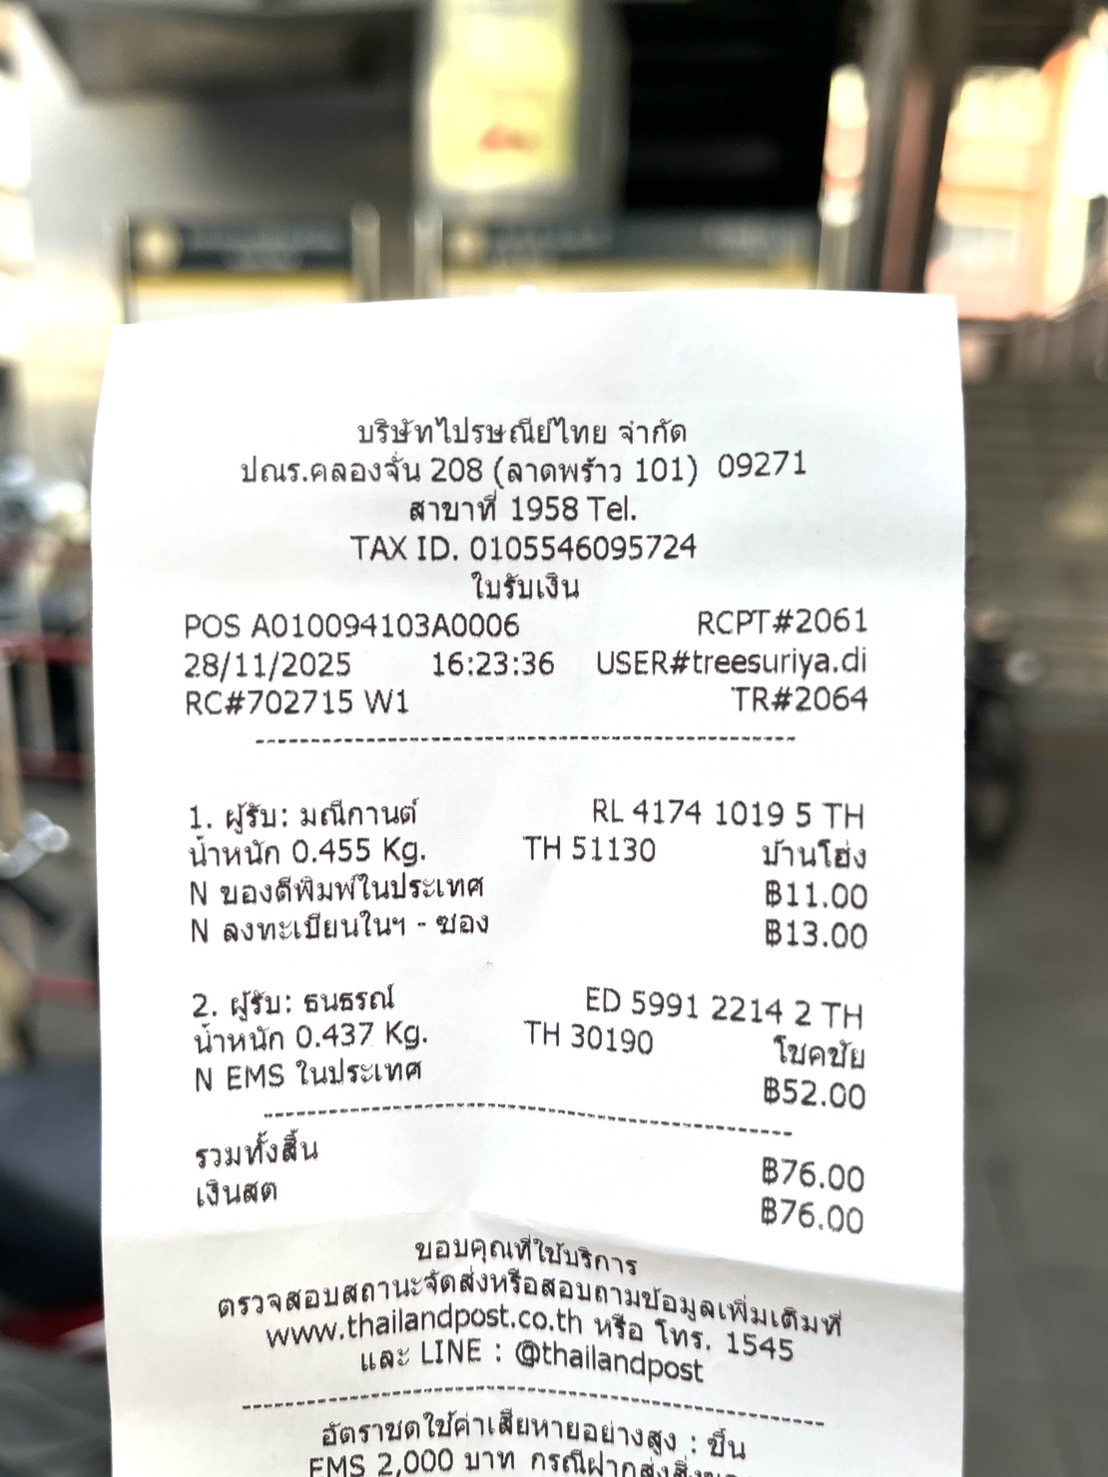 บริษัทไปรษณีย์ไทย จำกัด
ปณร.คลองจั่น 208 (ลาดพร้าว 101) 09271
สาขาที่ 1958 Tel.
TAX ID. 0105546095724
ใบรับเงิน
POS A010094103A0006 RCPT#2061
28/11/2025 16:23:36 USER#treesuriya.di
RC#702715 W1 TR#2064
1. ผู้รับ: มณีกานต์ RL 4174 1019 5 TH
น้ำหนัก 0.455 Kg. TH 51130 บ้านโฮ่ง
N ของตีพิมพ์ในประเทศ ฿11.00
N ลงทะเบียนในฯ - ซอง ฿13.00
2. ผู้รับ: ธนธรณ์ ED 5991 2214 2 TH
น้ำหนัก 0.437 Kg. TH 30190 โชคชัย
N EMS ในประเทศ ฿52.00
รวมทั้งสิ้น ฿76.00
เงินสด ฿76.00
ขอบคุณที่ใช้บริการ
ตรวจสอบสถานะจัดส่งหรือสอบถามข้อมูลเพิ่มเติมที่
www.thailandpost.co.th หรือ โทร. 1545
และ LINE : @thailandpost
อัตราชดใช้ค่าเสียหายอย่างสูง : ชิ้น
EMS 2,000 บาท กรณีฝากส่ง